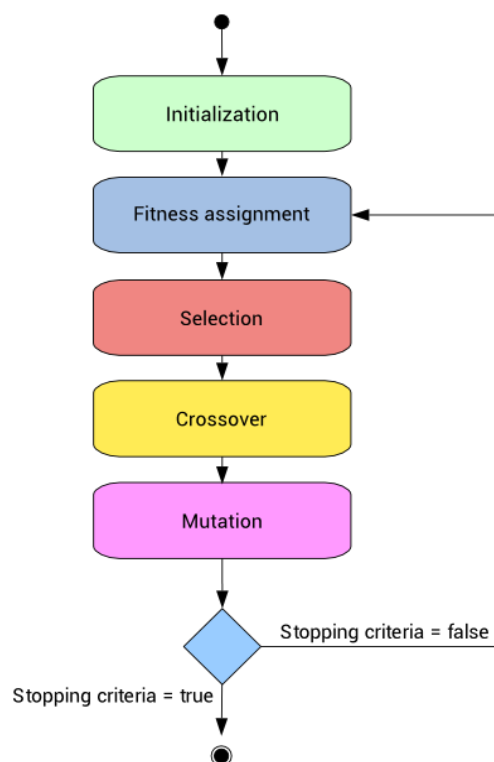 Initialization
Fitness assignment
Selection
Crossover
Mutation
Stopping criteria = false
Stopping criteria = true